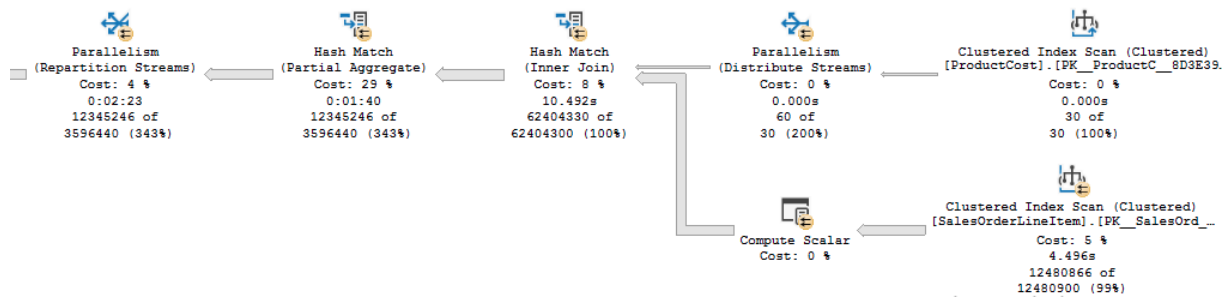 Parallelism
(Repartition Streams)
Cost: 4 %
0:02:23
12345246 of
3596440 (343%)
Hash Match
(Partial Aggregate)
Cost: 29 %
0:01:40
12345246 of
3596440 (343%)
Hash Match
(Inner Join)
Cost: 8 %
10.492s
62404330 of
62404300 (100%)
Parallelism
(Distribute Streams)
Cost: 0 %
0.000s
60 of
30 (200%)
Clustered Index Scan (Clustered)
[ProductCost].[PK__ProductC__8D3E39…
Cost: 0 %
0.000s
30 of
30 (100%)
Compute Scalar
Cost: 0 %
Clustered Index Scan (Clustered)
[SalesOrderLineItem].[PK__SalesOrd_…
Cost: 5 %
4.496s
12480866 of
12480900 (99%)